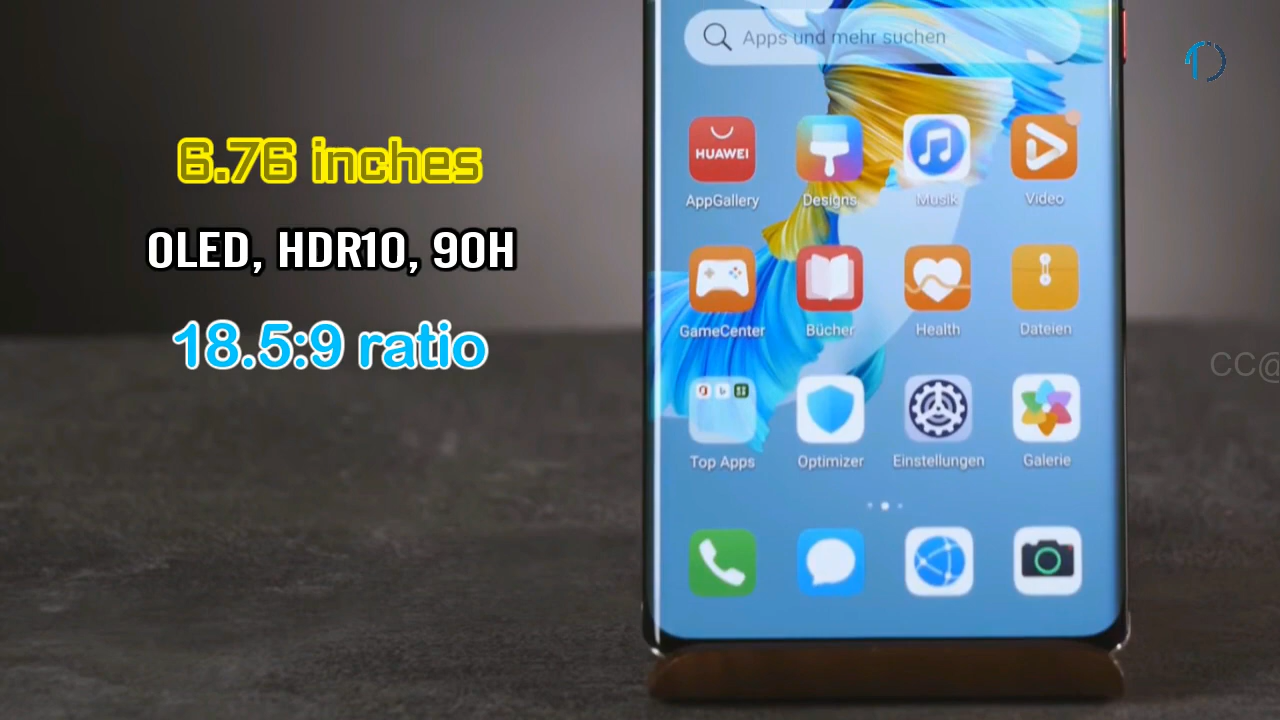 Apps und mehr suchen
6.76 inches
OLED, HDR10, 90H
18.5:9 ratio
HUAWEI
AppGallery Designs Musik Video
GameCenter Bücher Health Dateien
Top Apps Optimizer Einstellungen Galerie
CC@